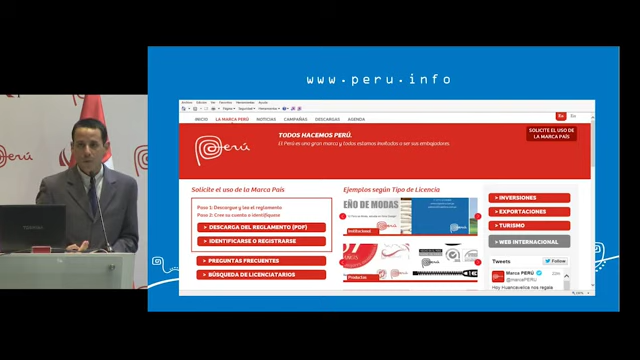 www.peru.info
INICIO LA MARCA PERÚ NOTICIAS CAMPAÑAS DESCARGAS AGENDA
Perú
TODOS HACEMOS PERÚ.
El Perú es una gran marca y todos estamos invitados a ser sus embajadores.
SOLICITE EL USO DE
LA MARCA PAÍS
Solicite el uso de la Marca País
Paso 1: Descargue y lea el reglamento
Paso 2: Cree su cuenta o identifíquese
> DESCARGA DEL REGLAMENTO (PDF)
> IDENTIFICARSE O REGISTRARSE
> PREGUNTAS FRECUENTES
> BÚSQUEDA DE LICENCIATARIOS
Ejemplos según Tipo de Licencia
EÑO DE MODAS
Institucional
Productos
> INVERSIONES
> EXPORTACIONES
> TURISMO
> WEB INTERNACIONAL
Tweets
Follow
Marca PERÚ
@marcaPERU
Hoy Huancavelica nos regala
Perú